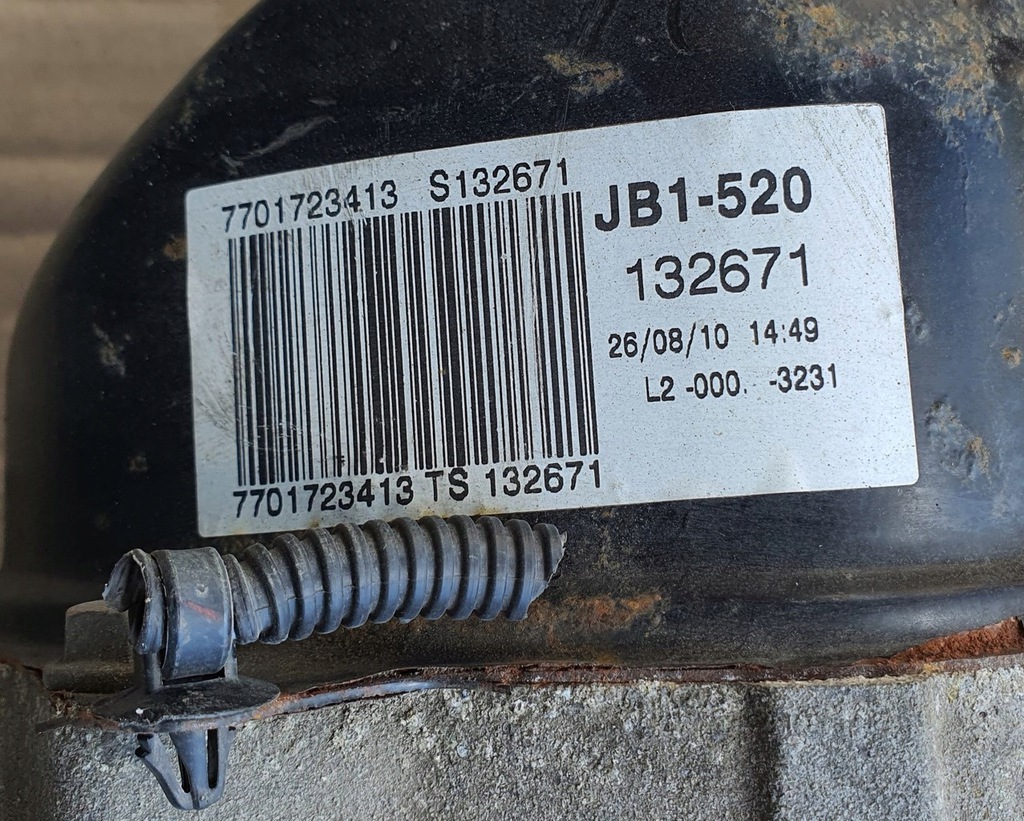 7701723413 S132671
JB1-520
132671
26/08/10 14:49
L2 -000. -3231
7701723413 TS 132671